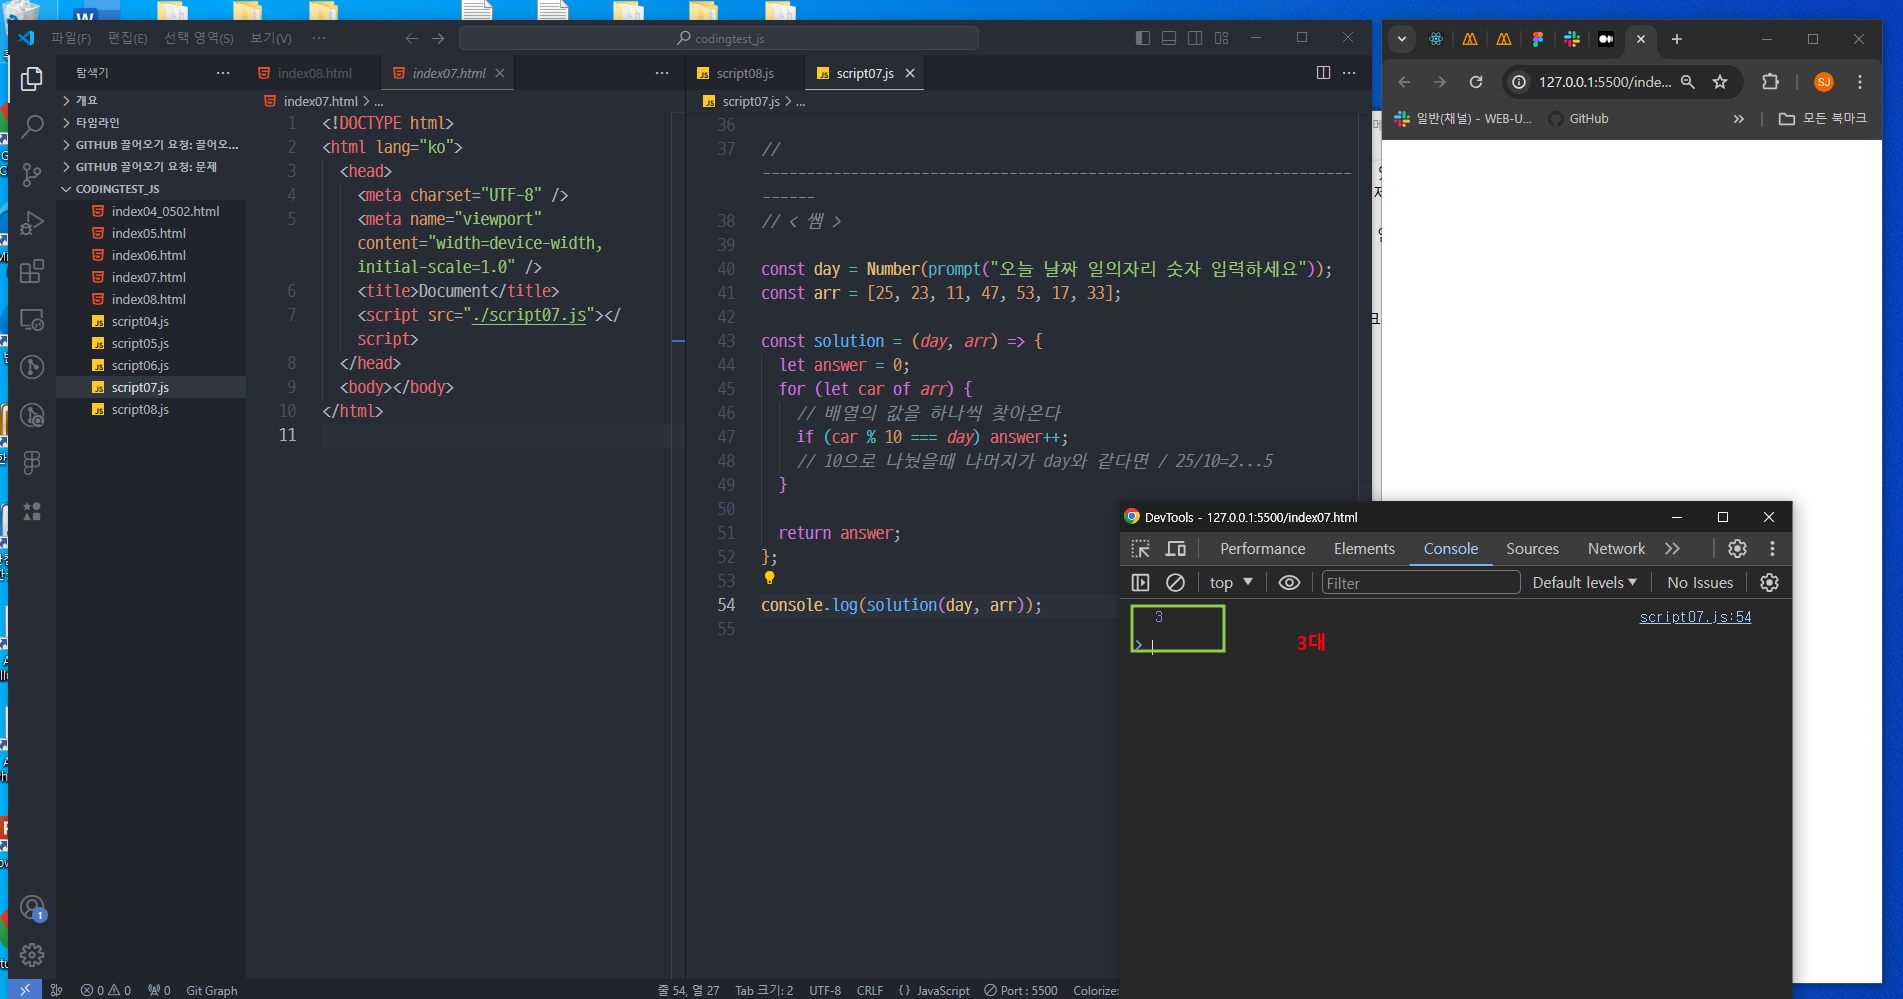 파일(F) 편집(E) 선택 영역(S) 보기(V) ···
codingtest_js
탐색기 ···
개요
타임라인
GITHUB 끌어오기 요청: 끌어오...
GITHUB 끌어오기 요청: 문제
CODINGTEST_JS
index04_0502.html
index05.html
index06.html
index07.html
index08.html
script04.js
script05.js
script06.js
script07.js
script08.js
1
index08.html index07.html ···
index07.html > ...
1 <!DOCTYPE html>
2 <html lang="ko">
3 <head>
4 <meta charset="UTF-8" />
5 <meta name="viewport"
content="width=device-width,
initial-scale=1.0" />
6 <title>Document</title>
7 <script src="./script07.js"></
script>
8 </head>
9 <body></body>
10 </html>
11
JS script08.js JS script07.js ···
JS script07.js > ...
36
37 //
-------------------------------------------------------------------
------
38 // < 쌤 >
39
40 const day = Number(prompt("오늘 날짜 일의자리 숫자 입력하세요"));
41 const arr = [25, 23, 11, 47, 53, 17, 33];
42
43 const solution = (day, arr) => {
44 let answer = 0;
45 for (let car of arr) {
46 // 배열의 값을 하나씩 찾아온다
47 if (car % 10 === day) answer++;
48 // 10으로 나눴을때 나머지가 day와 같다면 / 25/10=2...5
49 }
50
51 return answer;
52 };
53
54 console.log(solution(day, arr));
55
0 0 0 Git Graph 줄 54, 열 27 Tab 크기: 2 UTF-8 CRLF {} JavaScript Port : 5500 Colorize:
127.0.0.1:5500/inde... SJ
일반(채널) - WEB-U... GitHub » 모든 북마크
DevTools - 127.0.0.1:5500/index07.html
Performance Elements Console Sources Network »
top Filter Default levels No Issues
3 script07.js:54
>
3대